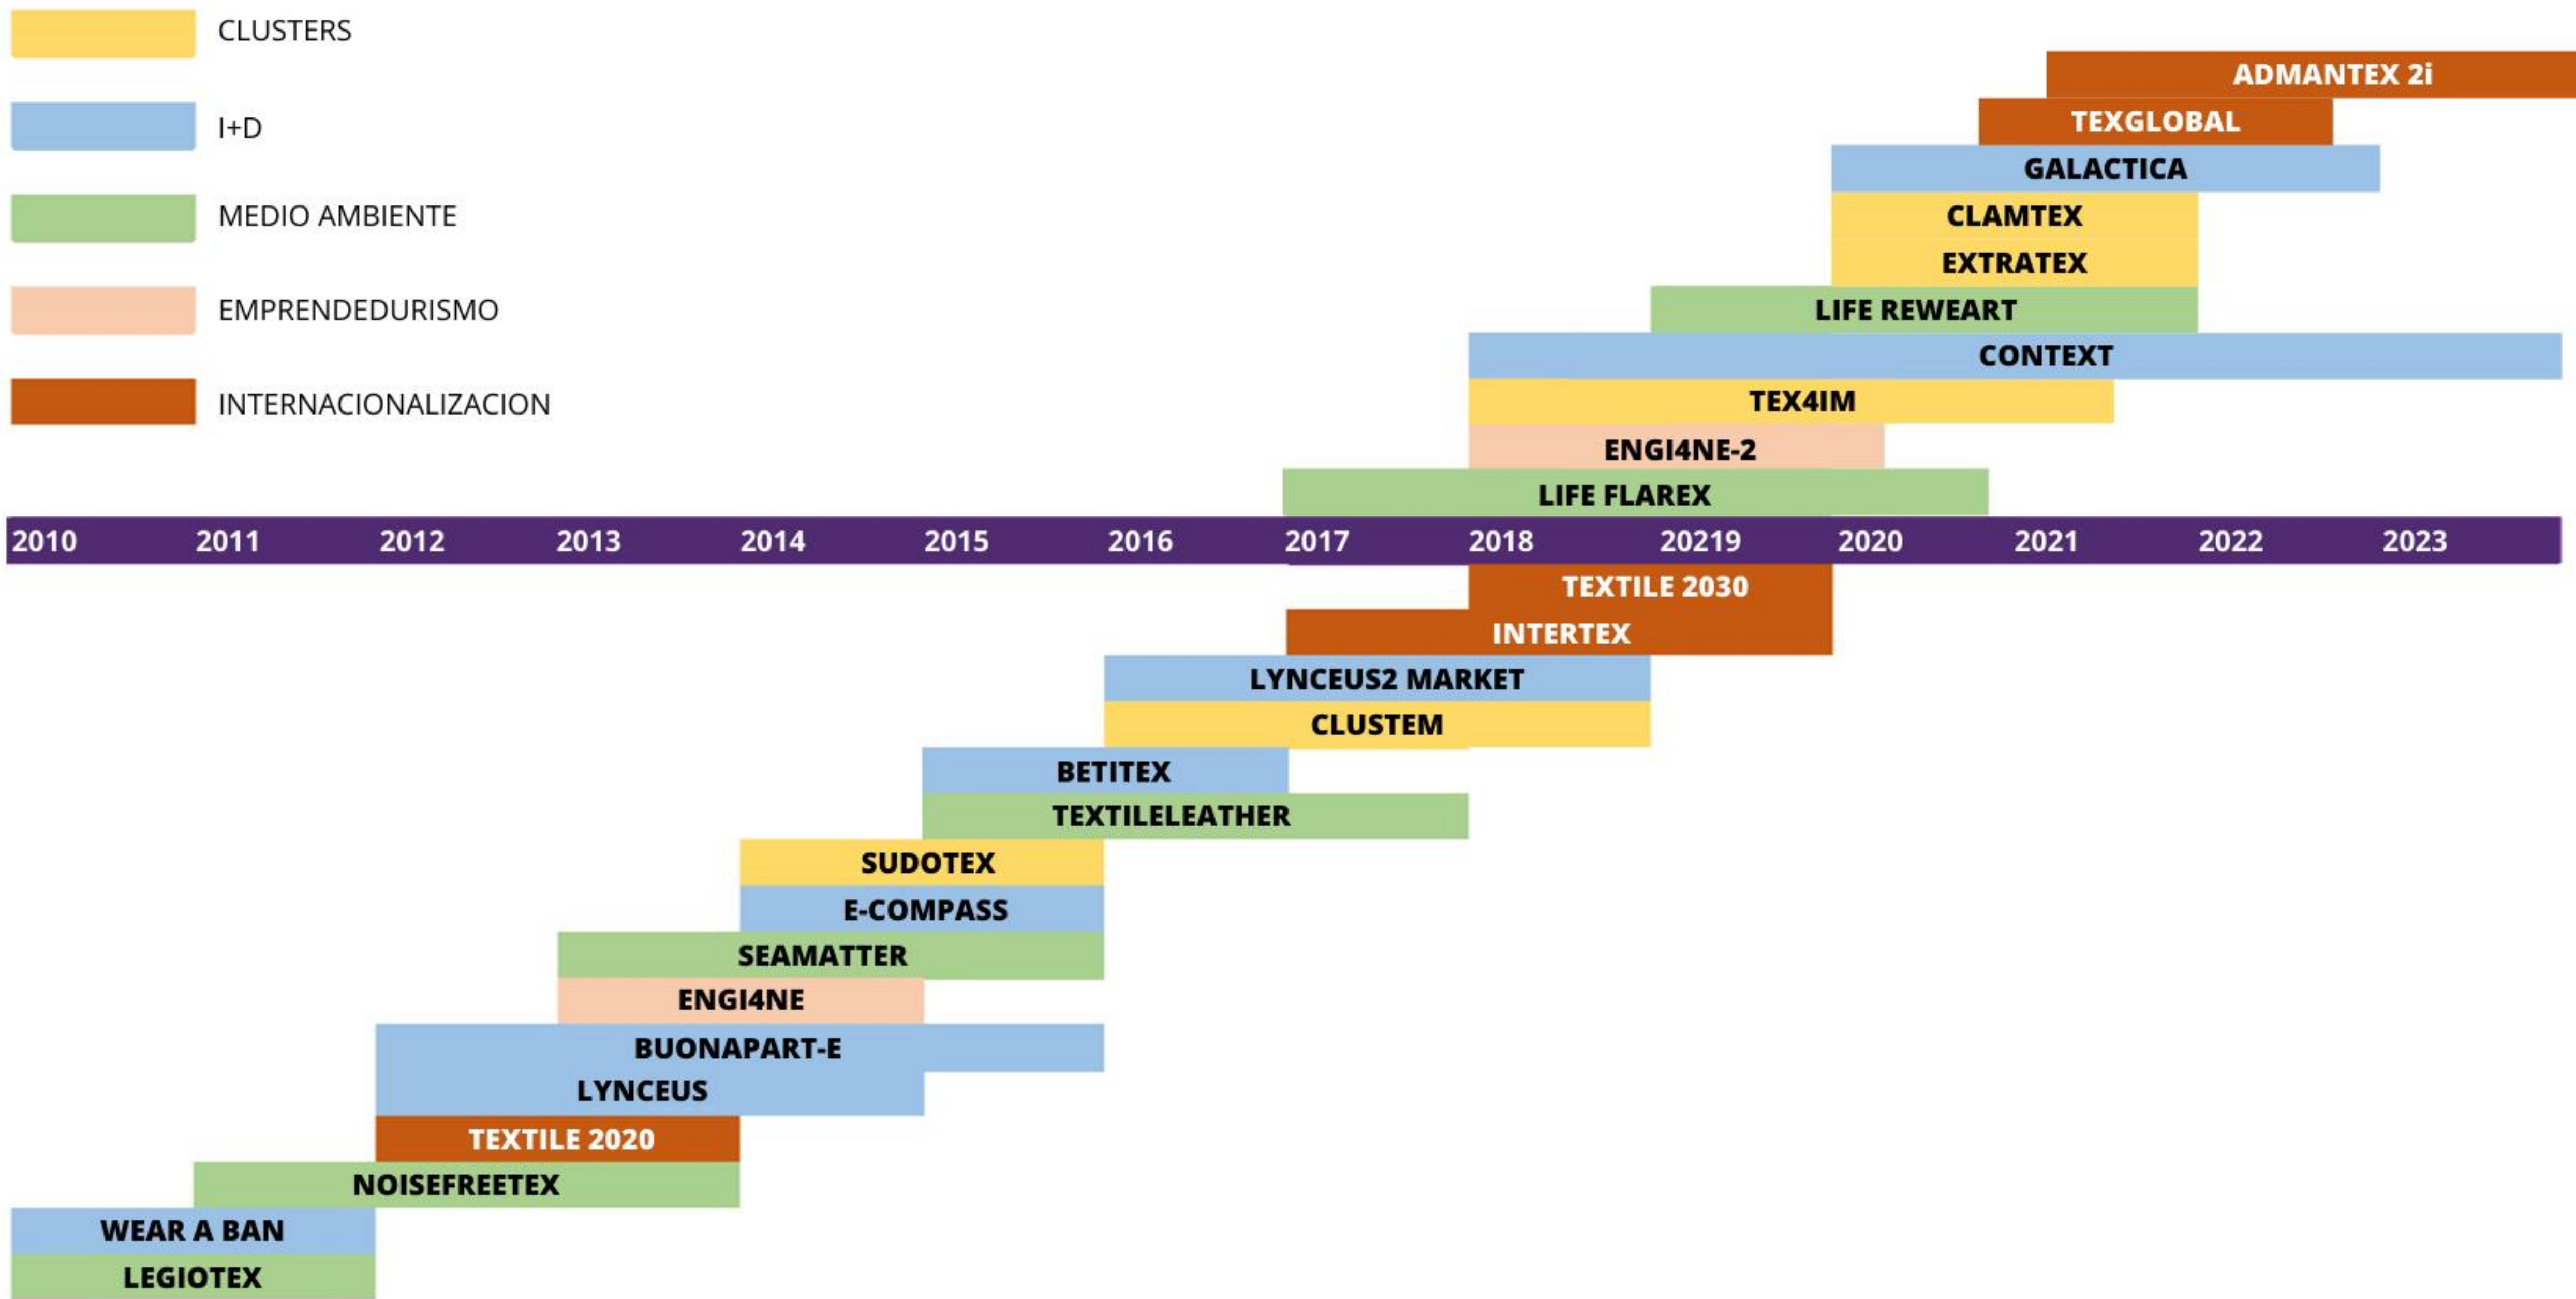 CLUSTERS
I+D
MEDIO AMBIENTE
EMPRENDEDURISMO
INTERNACIONALIZACION
ADMANTEX 2i
TEXGLOBAL
GALACTICA
CLAMTEX
EXTRATEX
LIFE REWEART
CONTEXT
TEX4IM
ENGI4NE-2
LIFE FLAREX
2010 2011 2012 2013 2014 2015 2016 2017 2018 20219 2020 2021 2022 2023
TEXTILE 2030
INTERTEX
LYNCEUS2 MARKET
CLUSTEM
BETITEX
TEXTILELEATHER
SUDOTEX
E-COMPASS
SEAMATTER
ENGI4NE
BUONAPART-E
LYNCEUS
TEXTILE 2020
NOISEFREETEX
WEAR A BAN
LEGIOTEX